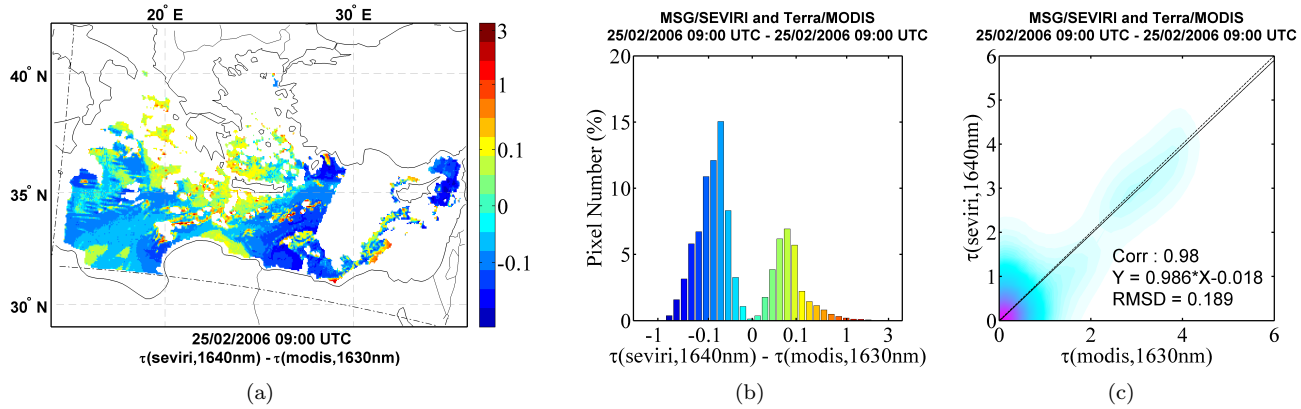 20° E
30° E
40° N
35° N
30° N
3
1
0.1
0
-0.1
25/02/2006 09:00 UTC
τ(seviri,1640nm) - τ(modis,1630nm)
(a)
MSG/SEVIRI and Terra/MODIS
25/02/2006 09:00 UTC - 25/02/2006 09:00 UTC
Pixel Number (%)
20
15
10
5
0
-1 -0.1 0 0.1 1 3
τ(seviri,1640nm) - τ(modis,1630nm)
(b)
MSG/SEVIRI and Terra/MODIS
25/02/2006 09:00 UTC - 25/02/2006 09:00 UTC
τ(seviri,1640nm)
6
5
4
3
2
1
0
Corr : 0.98
Y = 0.986*X-0.018
RMSD = 0.189
0 2 4 6
τ(modis,1630nm)
(c)